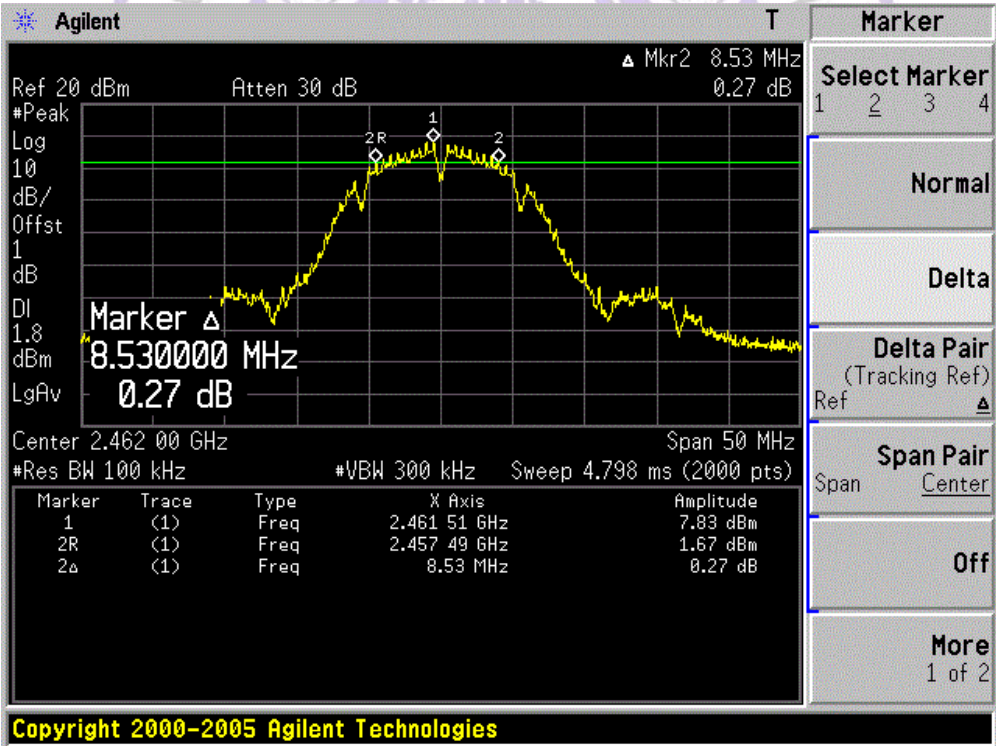 Agilent T
Marker
Δ Mkr2 8.53 MHz
Ref 20 dBm Atten 30 dB 0.27 dB
#Peak
Log
10
dB/
Offst
1
dB
DI
1.8
dBm
LgAv
1
2R
2
Marker Δ
8.530000 MHz
0.27 dB
Center 2.462 00 GHz Span 50 MHz
#Res BW 100 kHz #VBW 300 kHz Sweep 4.798 ms (2000 pts)
Marker Trace Type X Axis Amplitude
1 (1) Freq 2.461 51 GHz 7.83 dBm
2R (1) Freq 2.457 49 GHz 1.67 dBm
2Δ (1) Freq 8.53 MHz 0.27 dB
Select Marker
1 2 3 4
Normal
Delta
Delta Pair
(Tracking Ref)
Ref Δ
Span Pair
Span Center
Off
More
1 of 2
Copyright 2000-2005 Agilent Technologies